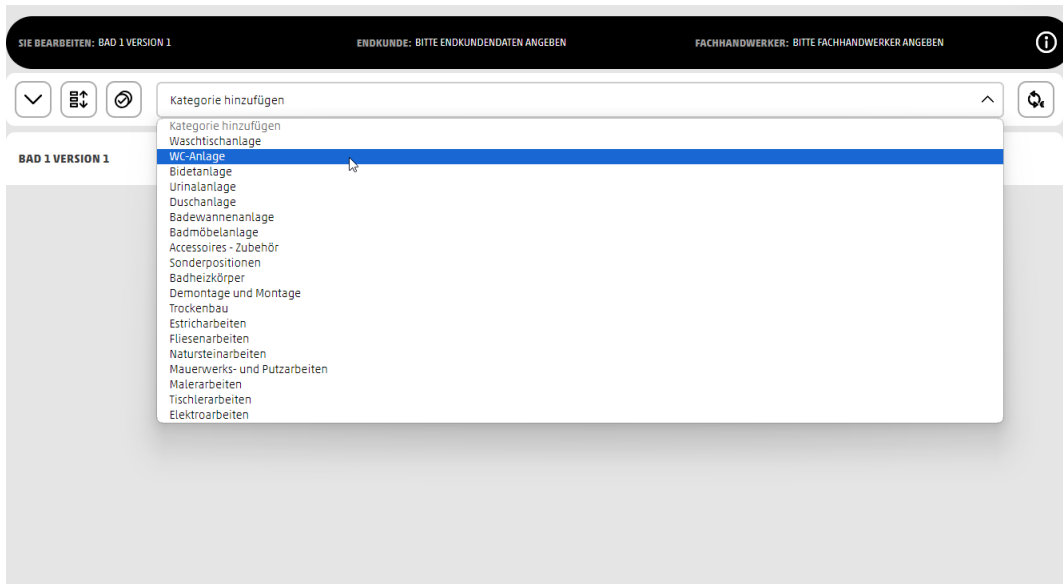 SIE BEARBEITEN: BAD 1 VERSION 1 ENDKUNDE: BITTE ENDKUNDENDATEN ANGEBEN FACHHANDWERKER: BITTE FACHHANDWERKER ANGEBEN
Kategorie hinzufügen
Kategorie hinzufügen
Waschtischanlage
BAD 1 VERSION 1
WC-Anlage
Bidetanlage
Urinalanlage
Duschanlage
Badewannenanlage
Badmöbelanlage
Accessoires - Zubehör
Sonderpositionen
Badheizkörper
Demontage und Montage
Trockenbau
Estricharbeiten
Fliesenarbeiten
Natursteinarbeiten
Mauerwerks- und Putzarbeiten
Malerarbeiten
Tischlerarbeiten
Elektroarbeiten